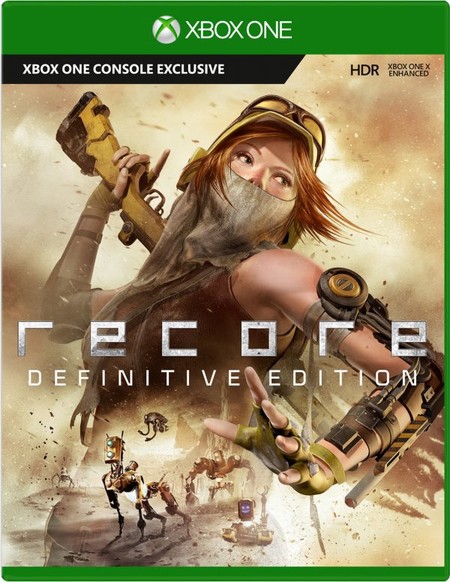 XBOX ONE
XBOX ONE CONSOLE EXCLUSIVE
HDR
XBOX ONE X
ENHANCED
recore
DEFINITIVE EDITION